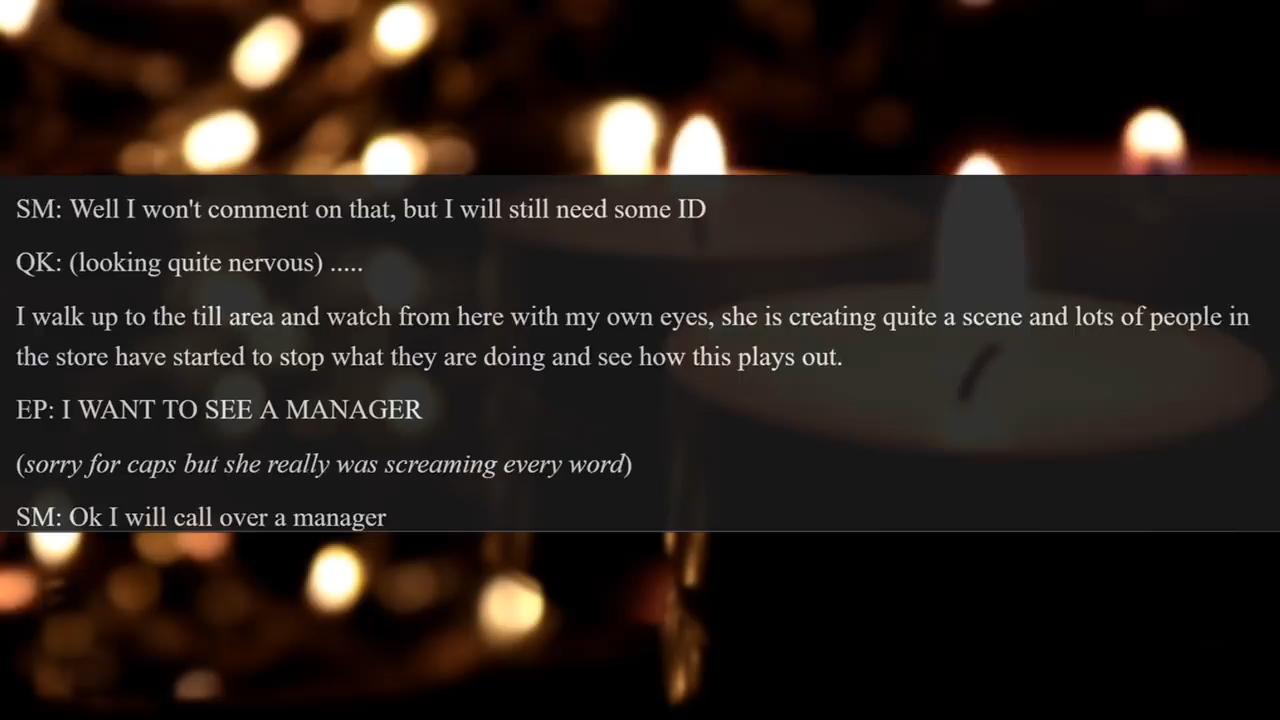 SM: Well I won't comment on that, but I will still need some ID
QK: (looking quite nervous) .....
I walk up to the till area and watch from here with my own eyes, she is creating quite a scene and lots of people in
the store have started to stop what they are doing and see how this plays out.
EP: I WANT TO SEE A MANAGER
(sorry for caps but she really was screaming every word)
SM: Ok I will call over a manager